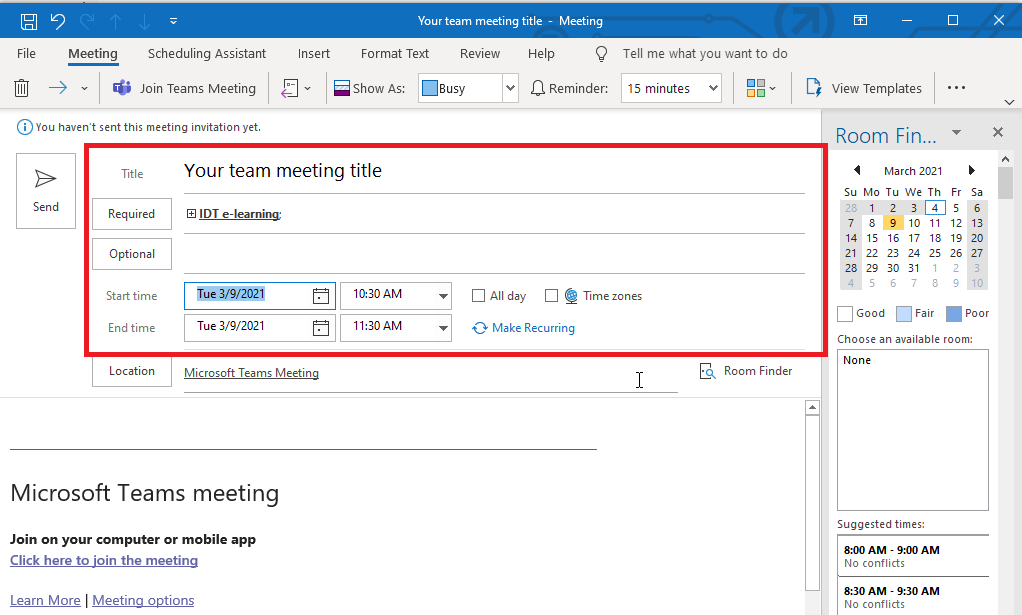 Your team meeting title - Meeting
File Meeting Scheduling Assistant Insert Format Text Review Help Tell me what you want to do
Join Teams Meeting Show As: Busy Reminder: 15 minutes View Templates
You haven't sent this meeting invitation yet.
Send
Title Your team meeting title
Required IDT e-learning;
Optional
Start time Tue 3/9/2021 10:30 AM All day Time zones
End time Tue 3/9/2021 11:30 AM Make Recurring
Location Microsoft Teams Meeting Room Finder
Microsoft Teams meeting
Join on your computer or mobile app
Click here to join the meeting
Learn More | Meeting options
Room Fin...
March 2021
Su Mo Tu We Th Fr Sa
28 1 2 3 4 5 6
7 8 9 10 11 12 13
14 15 16 17 18 19 20
21 22 23 24 25 26 27
28 29 30 31 1 2 3
4 5 6 7 8 9 10
Good Fair Poor
Choose an available room:
None
Suggested times:
8:00 AM - 9:00 AM
No conflicts
8:30 AM - 9:30 AM
No conflicts